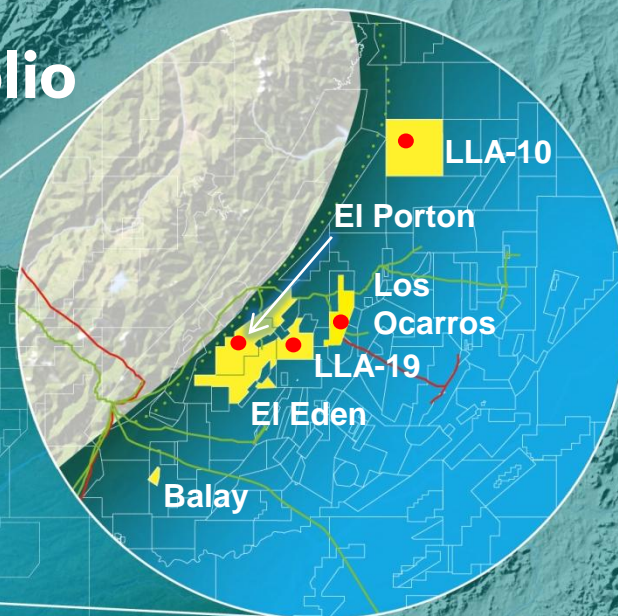 lio
LLA-10
El Porton
Los
Ocarros
LLA-19
El Eden
Balay